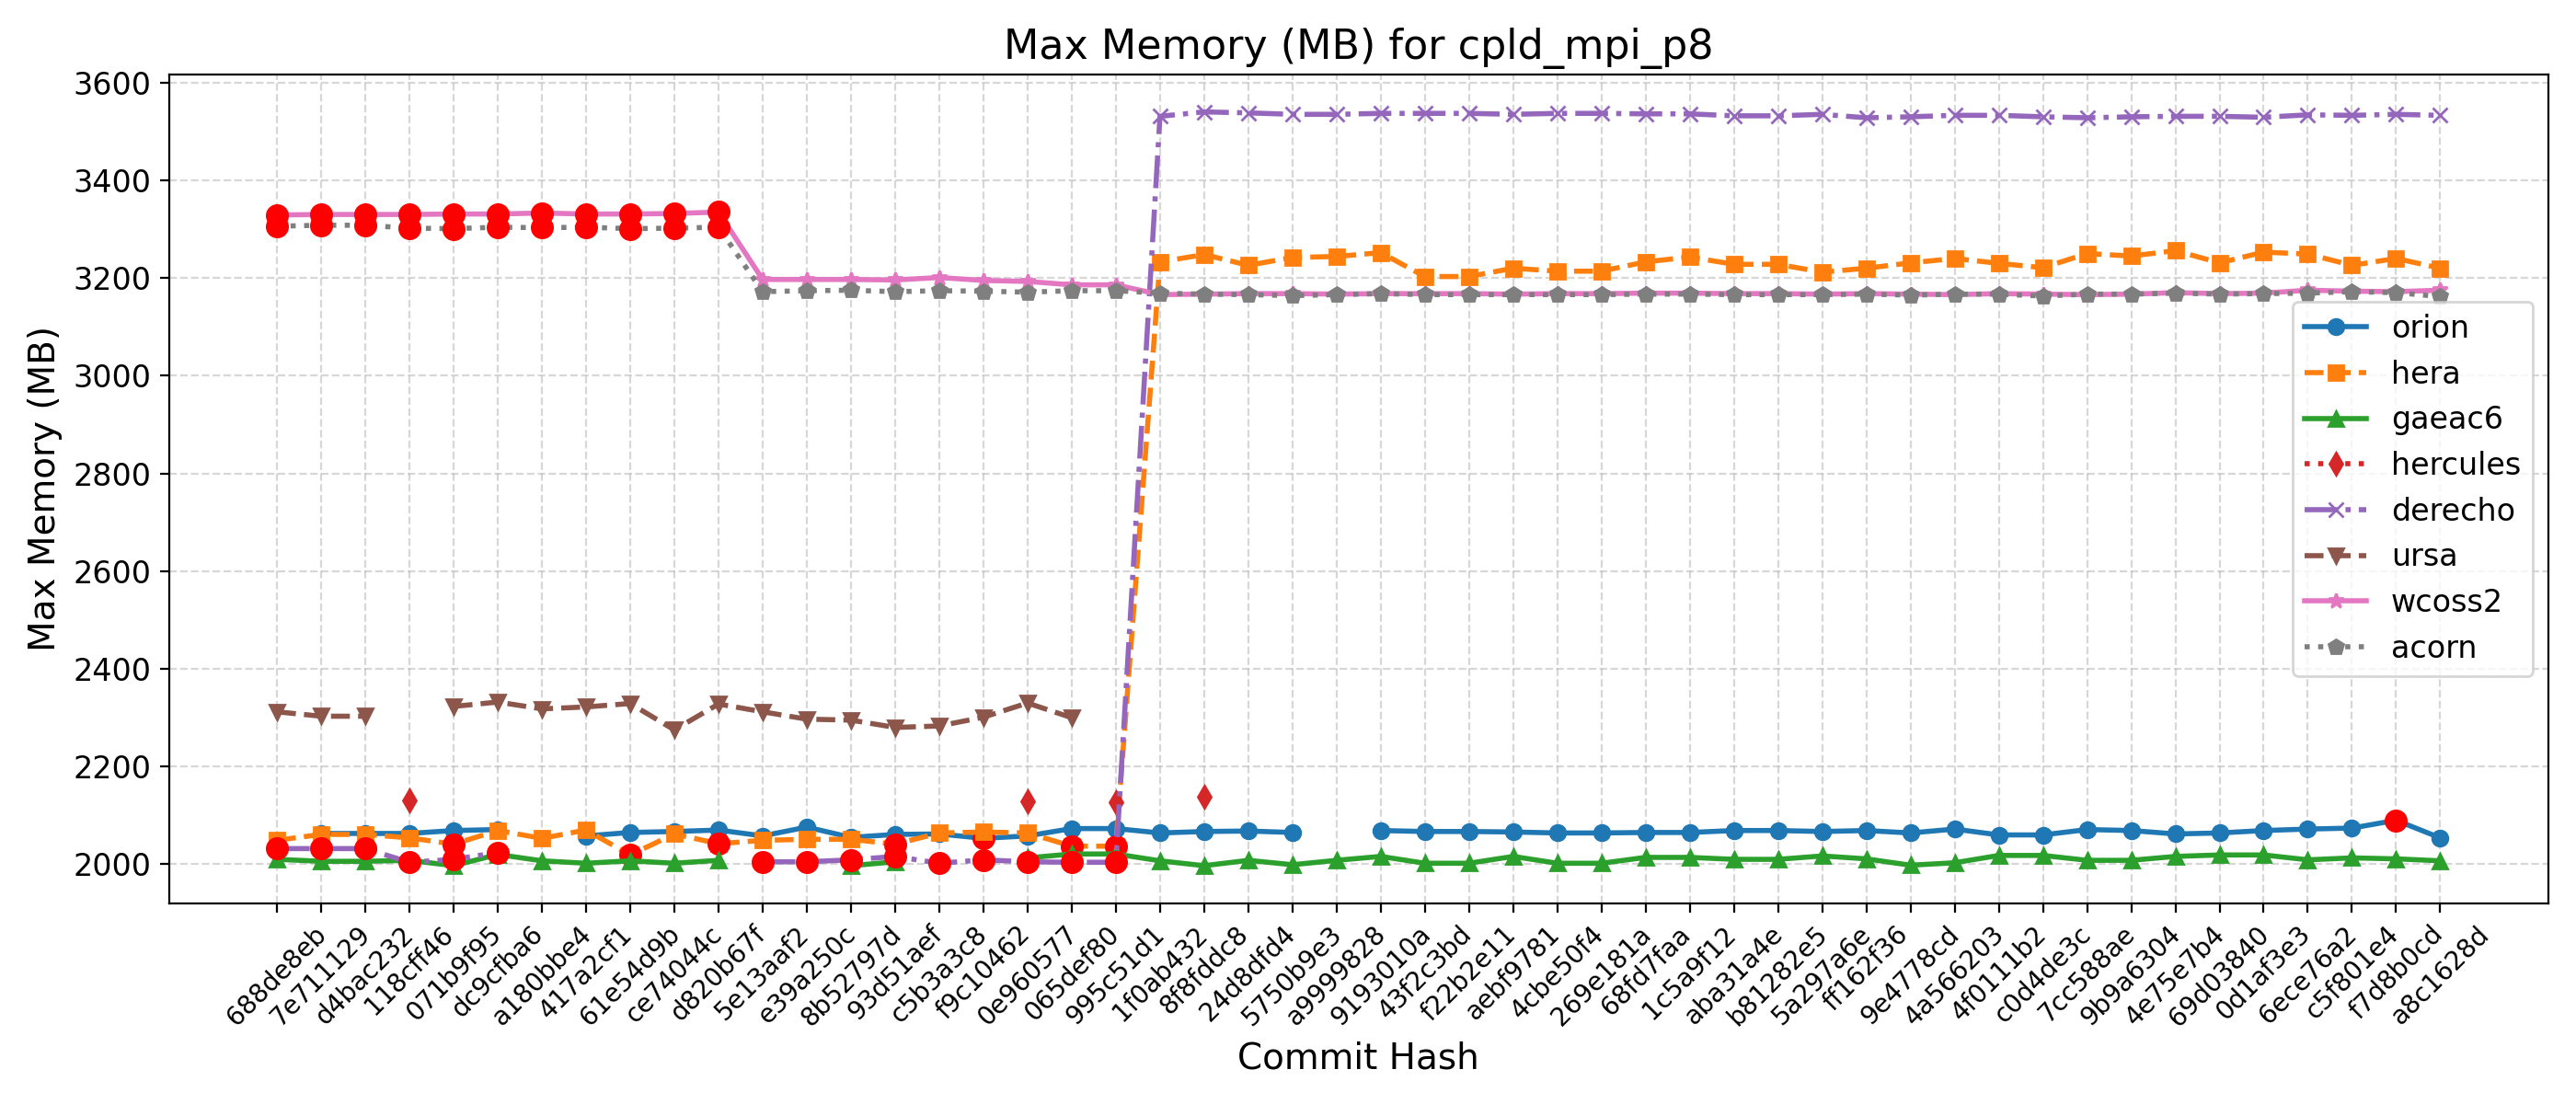 Max Memory (MB) for cpld_mpi_p8
Max Memory (MB)
3600
3400
3200
3000
2800
2600
2400
2200
2000
orion
hera
gaeac6
hercules
derecho
ursa
wcoss2
acorn
688de8eb
7e711129
d4bac232
118cff46
071b9f95
dc9cfba6
a180bbe4
417a2cf1
61e54d9b
ce74044c
d820b67f
5e13aaf2
e39a250c
8b52797d
93d51aef
c5b3a3c8
f9c10462
0e960577
065def80
995c51d1
1f0ab432
8f8fddc8
24d8dfd4
5750b9e3
a9999828
9193010a
43f2c3bd
f22b2e11
aebf9781
4cbe50f4
269e181a
68fd7faa
1c5a9f12
aba31a4e
b81282e5
5a297a6e
ff162f36
9e4778cd
4a566203
4f0111b2
c0d4de3c
7cc588ae
9b9a6304
4e75e7b4
69d03840
0d1af3e3
6ece76a2
c5f801e4
f7d8b0cd
a8c1628d
Commit Hash